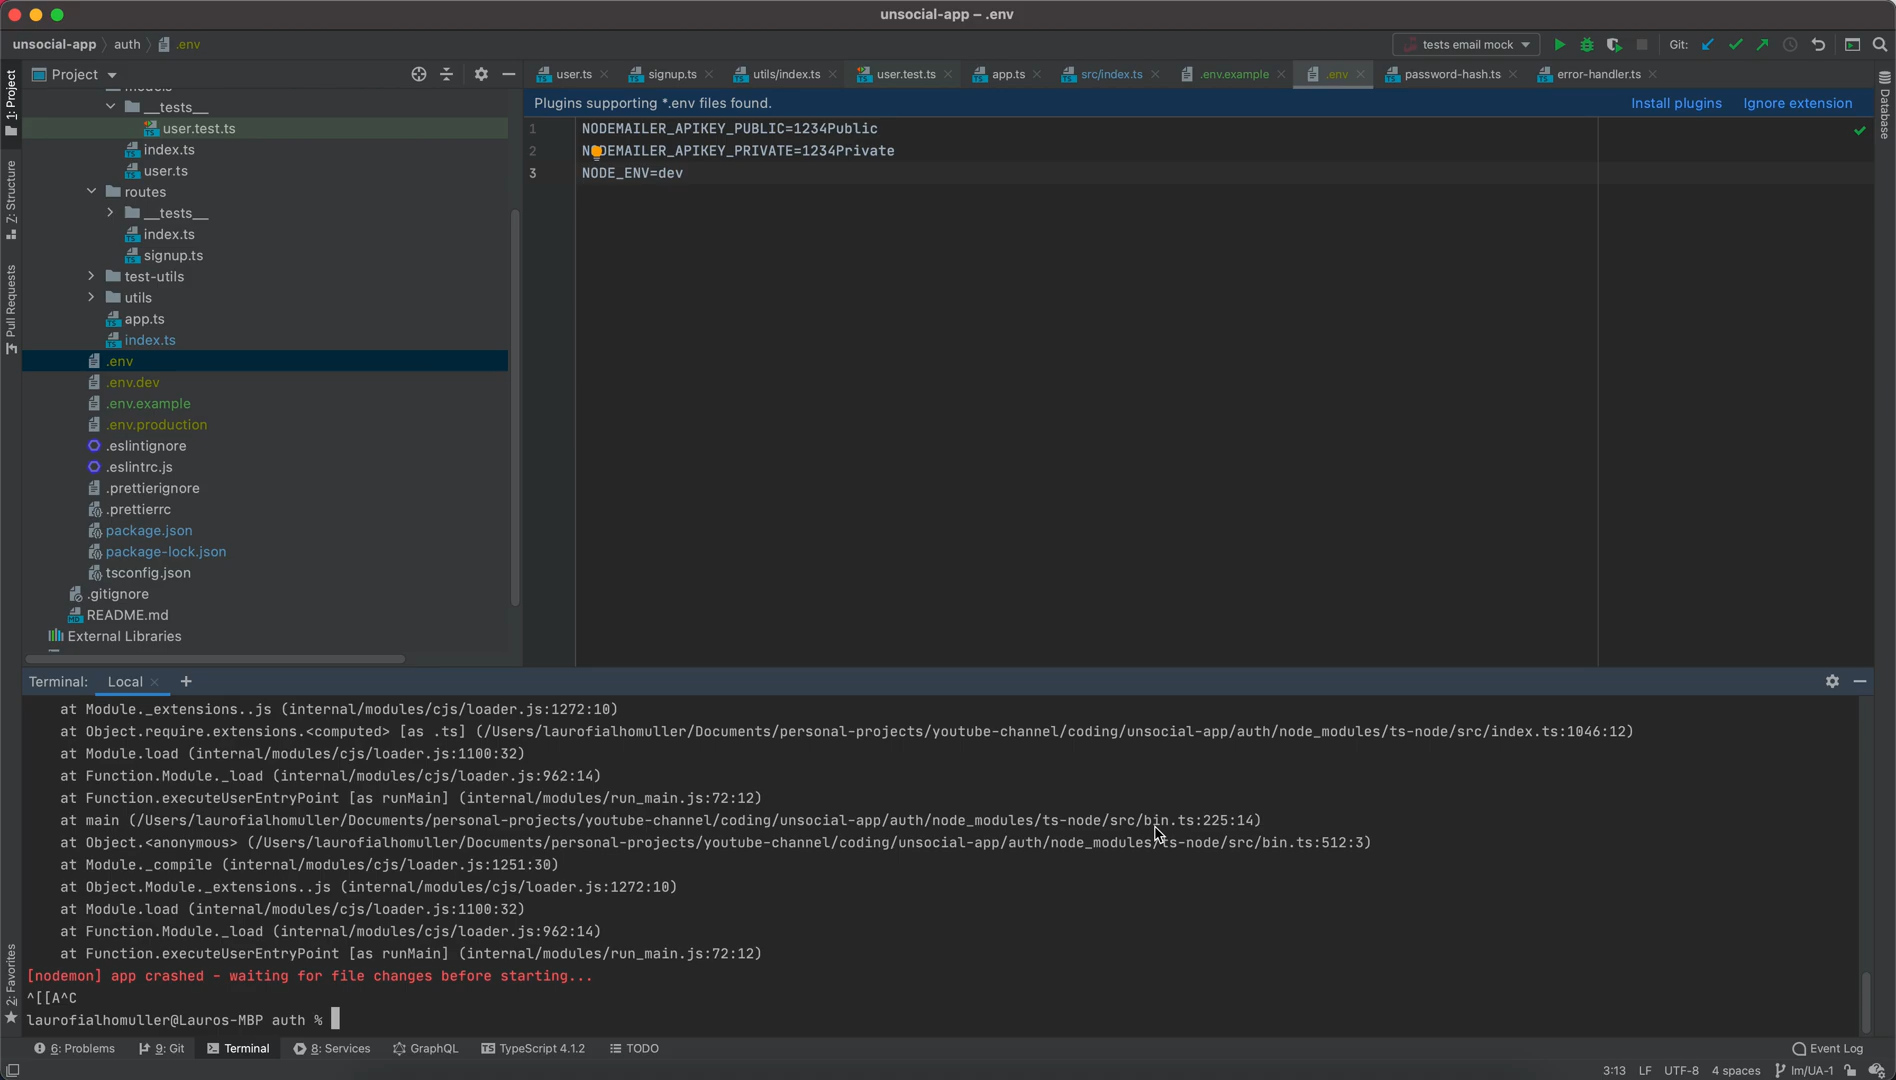 unsocial-app – .env
unsocial-app
auth
.env
tests email mock
Git:
1: Project
Project
user.ts
signup.ts
utils/index.ts
user.test.ts
app.ts
src/index.ts
.env.example
.env
password-hash.ts
error-handler.ts
Database
Plugins supporting *.env files found.
Install plugins
Ignore extension
models
__tests__
user.test.ts
index.ts
user.ts
routes
__tests__
index.ts
signup.ts
test-utils
utils
app.ts
index.ts
.env
.env.dev
.env.example
.env.production
.eslintignore
.eslintrc.js
.prettierignore
.prettierrc
package.json
package-lock.json
tsconfig.json
.gitignore
README.md
External Libraries
Z: Structure
Pull Requests
2: Favorites
1 NODEMAILER_APIKEY_PUBLIC=1234Public
2 NODEMAILER_APIKEY_PRIVATE=1234Private
3 NODE_ENV=dev
Terminal:
Local
at Module._extensions..js (internal/modules/cjs/loader.js:1272:10)
at Object.require.extensions.<computed> [as .ts] (/Users/laurofialhomuller/Documents/personal-projects/youtube-channel/coding/unsocial-app/auth/node_modules/ts-node/src/index.ts:1046:12)
at Module.load (internal/modules/cjs/loader.js:1100:32)
at Function.Module._load (internal/modules/cjs/loader.js:962:14)
at Function.executeUserEntryPoint [as runMain] (internal/modules/run_main.js:72:12)
at main (/Users/laurofialhomuller/Documents/personal-projects/youtube-channel/coding/unsocial-app/auth/node_modules/ts-node/src/bin.ts:225:14)
at Object.<anonymous> (/Users/laurofialhomuller/Documents/personal-projects/youtube-channel/coding/unsocial-app/auth/node_modules/ts-node/src/bin.ts:512:3)
at Module._compile (internal/modules/cjs/loader.js:1251:30)
at Object.Module._extensions..js (internal/modules/cjs/loader.js:1272:10)
at Module.load (internal/modules/cjs/loader.js:1100:32)
at Function.Module._load (internal/modules/cjs/loader.js:962:14)
at Function.executeUserEntryPoint [as runMain] (internal/modules/run_main.js:72:12)
[nodemon] app crashed - waiting for file changes before starting...
^[[A^C
laurofialhomuller@Lauros-MBP auth %
6: Problems
9: Git
Terminal
8: Services
GraphQL
TypeScript 4.1.2
TODO
Event Log
3:13 LF UTF-8 4 spaces lm/UA-1